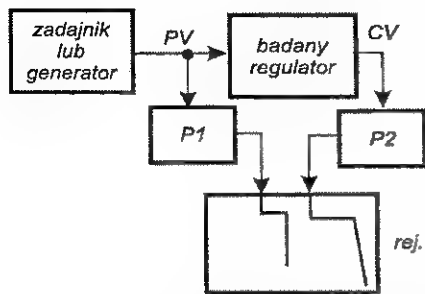 zadajnik
lub
generator
PV
badany
regulator
CV
P1
P2
rej.